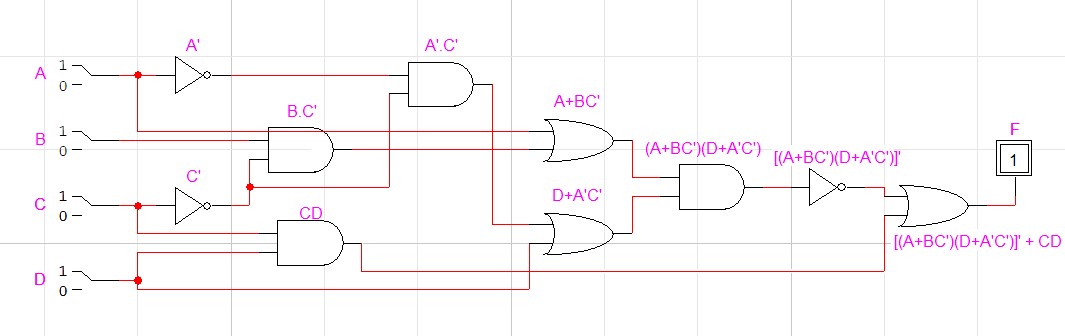 A'
A'.C'
A
1
0
B.C'
A+BC'
B
1
0
F
1
(A+BC')(D+A'C')
[(A+BC')(D+A'C')]'
C'
C
1
0
CD
D+A'C'
[(A+BC')(D+A'C')]' + CD
D
1
0